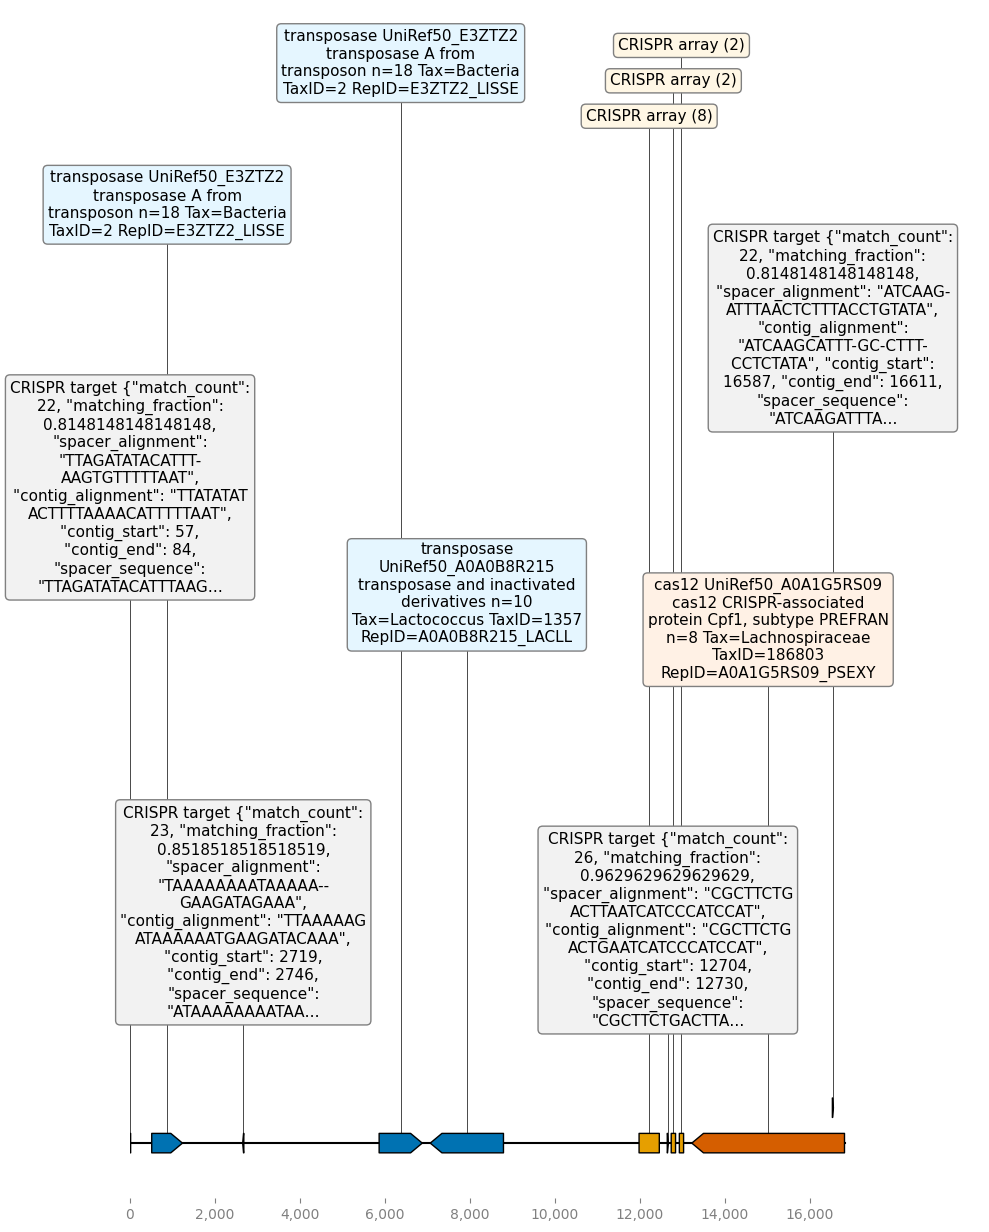 transposase UniRef50_E3ZTZ2
transposase A from
transposon n=18 Tax=Bacteria
TaxID=2 RepID=E3ZTZ2_LISSE
CRISPR array (2)
CRISPR array (2)
CRISPR array (8)
transposase UniRef50_E3ZTZ2
transposase A from
transposon n=18 Tax=Bacteria
TaxID=2 RepID=E3ZTZ2_LISSE
CRISPR target {"match_count":
22, "matching_fraction":
0.8148148148148148,
"spacer_alignment": "ATCAAG-
ATTTAACTCTTTACCTGTATA",
"contig_alignment":
"ATCAAGCATTT-GC-CTTT-
CCTCTATA", "contig_start":
16587, "contig_end": 16611,
"spacer_sequence":
"ATCAAGATTTA...
CRISPR target {"match_count":
22, "matching_fraction":
0.8148148148148148,
"spacer_alignment":
"TTAGATATACATTT-
AAGTGTTTTTAAT",
"contig_alignment": "TTATATAT
ACTTTTAAAACATTTTTAAT",
"contig_start": 57,
"contig_end": 84,
"spacer_sequence":
"TTAGATATACATTTAAG...
transposase
UniRef50_A0A0B8R215
transposase and inactivated
derivatives n=10
Tax=Lactococcus TaxID=1357
RepID=A0A0B8R215_LACLL
cas12 UniRef50_A0A1G5RS09
cas12 CRISPR-associated
protein Cpf1, subtype PREFRAN
n=8 Tax=Lachnospiraceae
TaxID=186803
RepID=A0A1G5RS09_PSEXY
CRISPR target {"match_count":
23, "matching_fraction":
0.8518518518518519,
"spacer_alignment":
"TAAAAAAAATAAAAA--
GAAGATAGAAA",
"contig_alignment": "TTAAAAAG
ATAAAAAATGAAGATACAAA",
"contig_start": 2719,
"contig_end": 2746,
"spacer_sequence":
"ATAAAAAAAATAA...
CRISPR target {"match_count":
26, "matching_fraction":
0.9629629629629629,
"spacer_alignment": "CGCTTCTG
ACTTAATCATCCCATCCAT",
"contig_alignment": "CGCTTCTG
ACTGAATCATCCCATCCAT",
"contig_start": 12704,
"contig_end": 12730,
"spacer_sequence":
"CGCTTCTGACTTA...
0 2,000 4,000 6,000 8,000 10,000 12,000 14,000 16,000